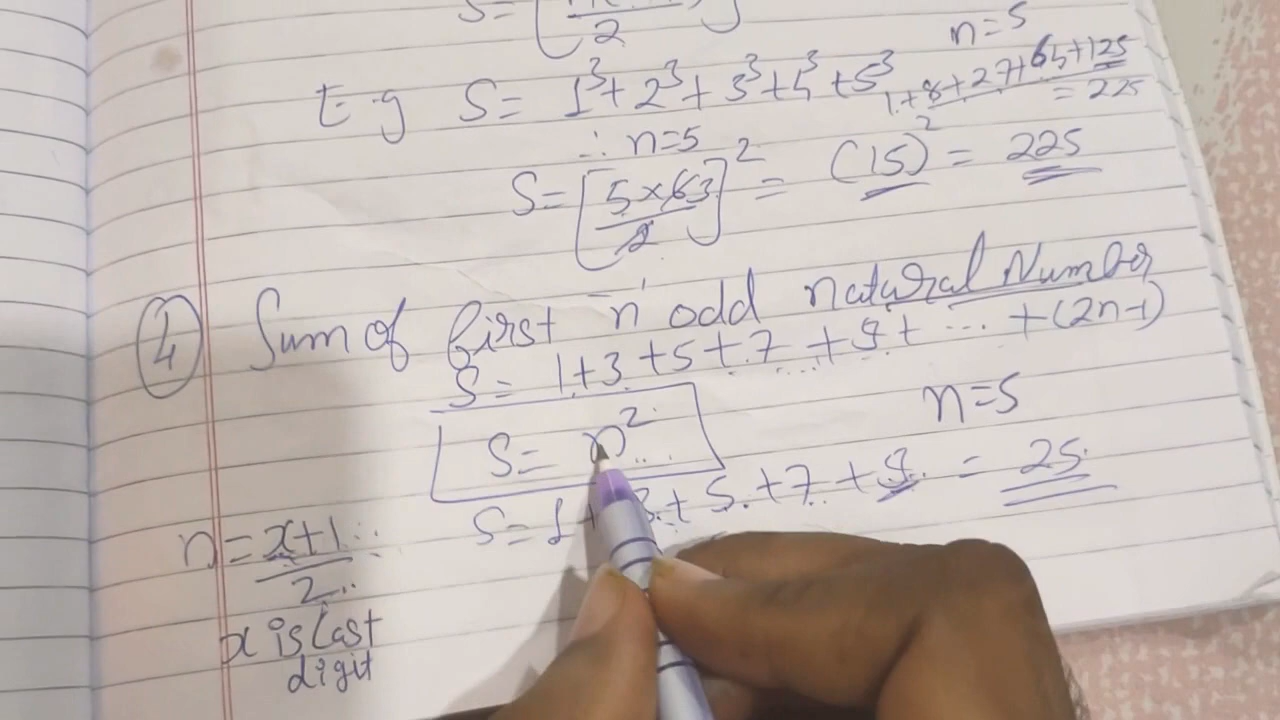 S = [ /2 ]
n=5
E.g S = 1³+2³+3³+4³+5³
1+8+27+64+125
= 225
∴ n=5
S = [5×63/2]² = (15)² = 225
4 Sum of first 'n' odd natural Number
S = 1+3+5+7+9+ ... +(2n-1)
S = n²
n=5
S = 1+3+5+7+9 = 25
n = x+1/2
x is last
digit